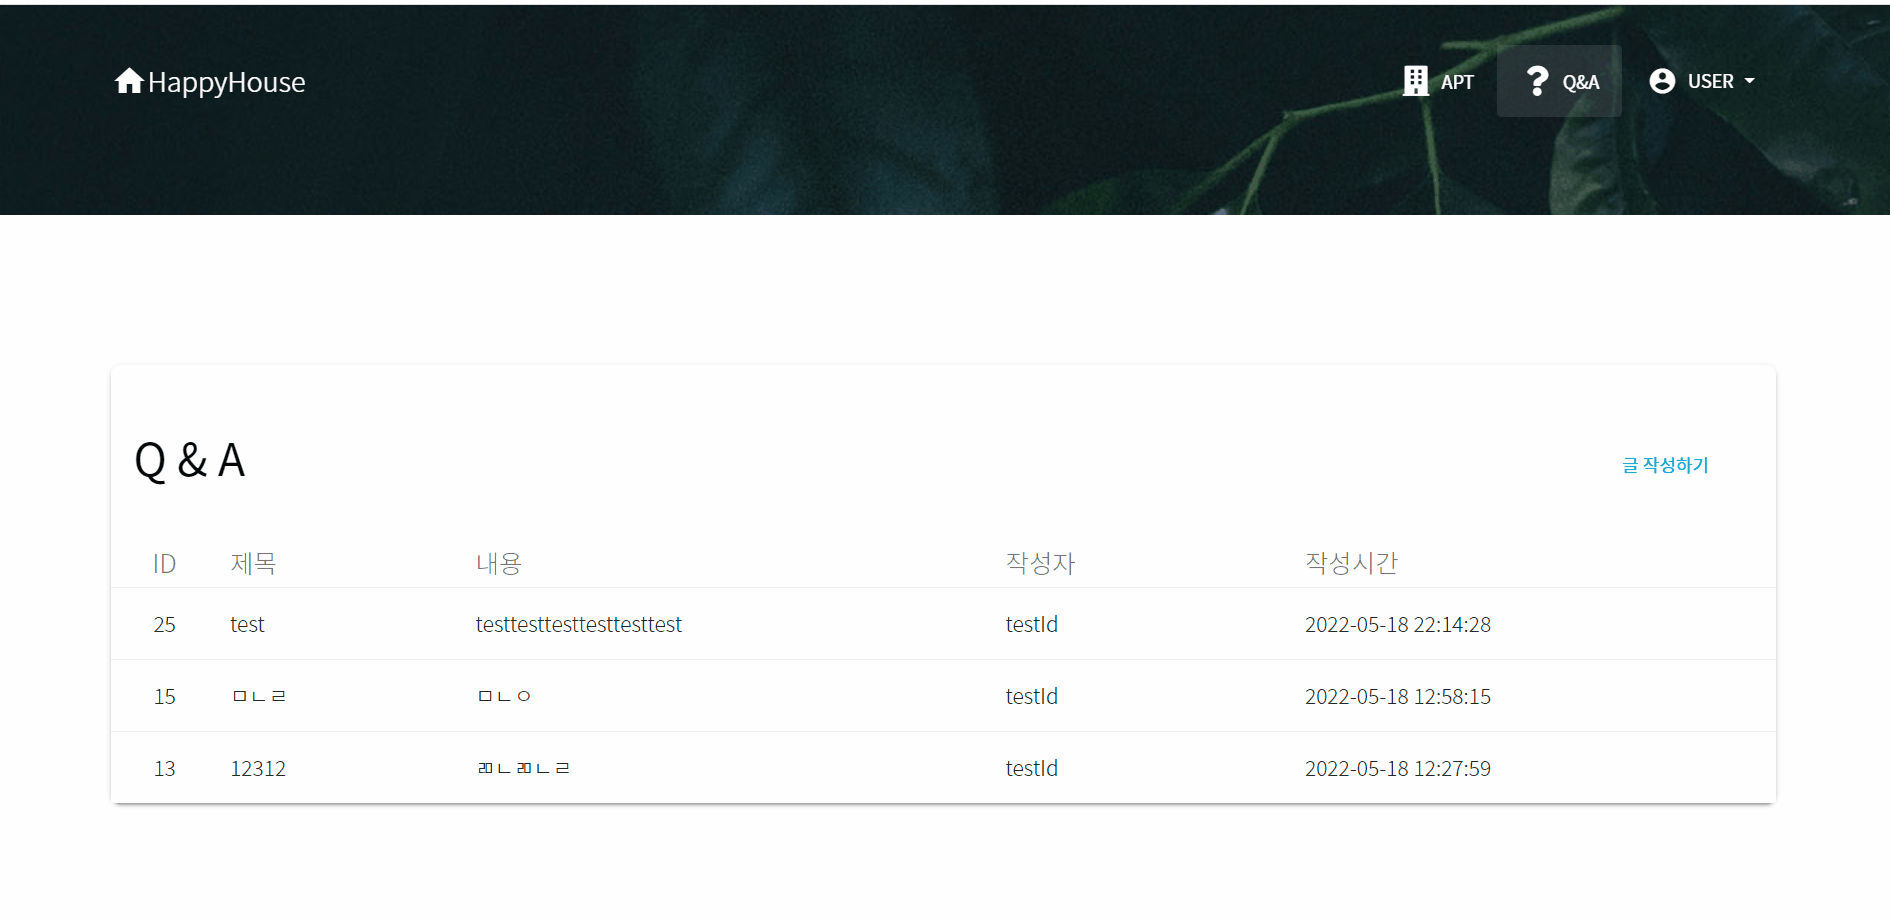 HappyHouse
APT
Q&A
USER
Q & A
글 작성하기
ID 제목 내용 작성자 작성시간
25 test testtesttesttesttesttest testId 2022-05-18 22:14:28
15 ㅁㄴㄹ ㅁㄴㅇ testId 2022-05-18 12:58:15
13 12312 ㄻㄴㄻㄴㄹ testId 2022-05-18 12:27:59